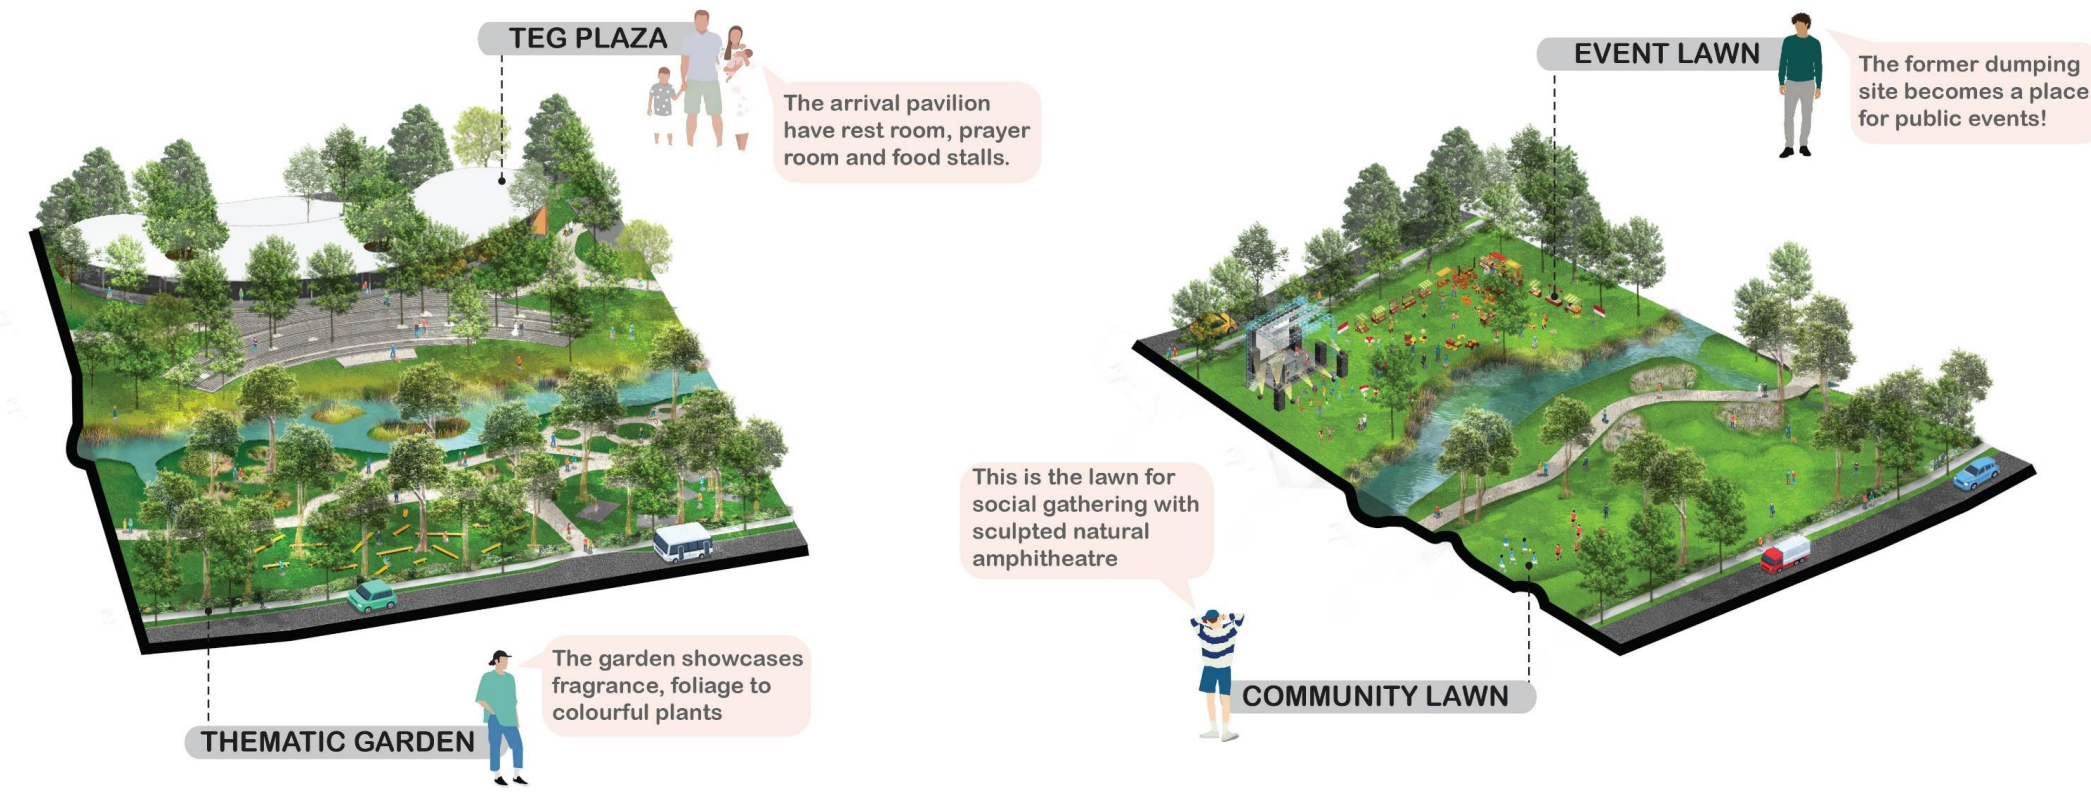 TEG PLAZA
The arrival pavilion
have rest room, prayer
room and food stalls.
THEMATIC GARDEN
The garden showcases
fragrance, foliage to
colourful plants
EVENT LAWN
The former dumping
site becomes a place
for public events!
This is the lawn for
social gathering with
sculpted natural
amphitheatre
COMMUNITY LAWN